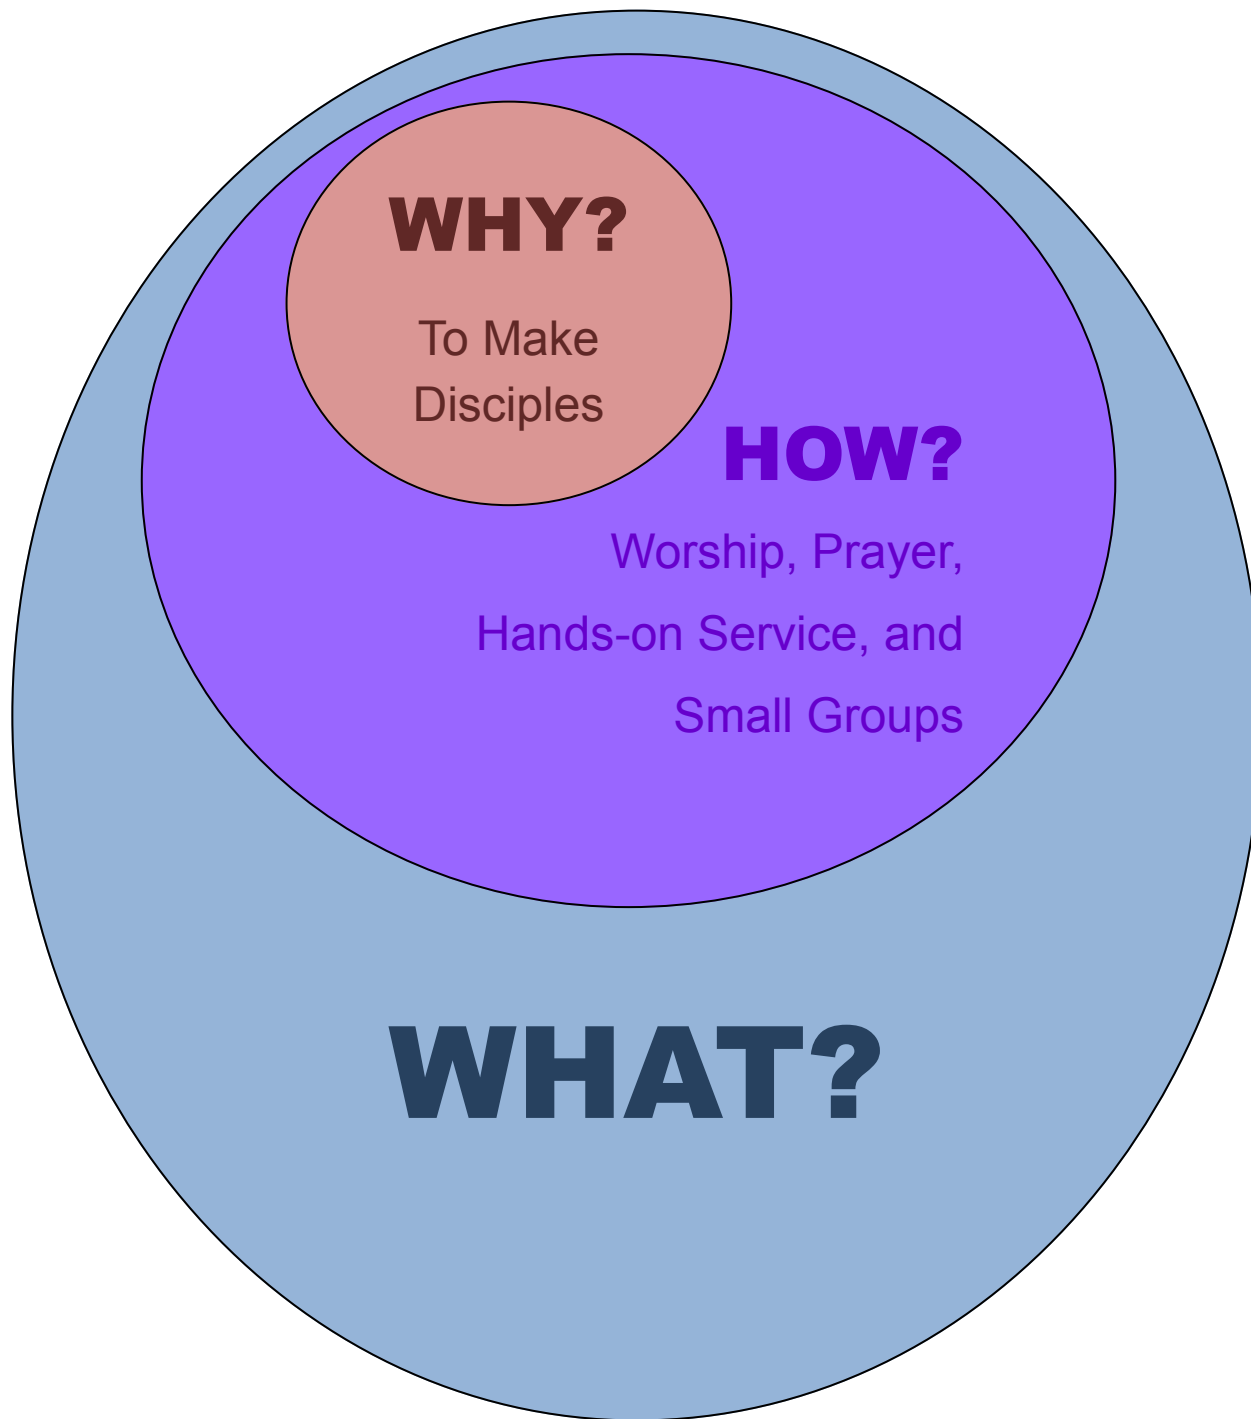 WHY?
To Make
Disciples
HOW?
Worship, Prayer,
Hands-on Service, and
Small Groups
WHAT?